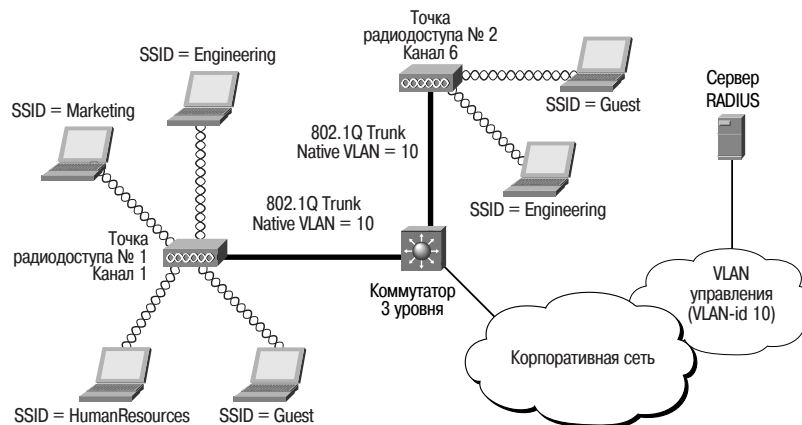 SSID = Engineering
SSID = Marketing
Точка
радиодоступа № 2
Канал 6
SSID = Guest
Сервер
RADIUS
802.1Q Trunk
Native VLAN = 10
SSID = Engineering
802.1Q Trunk
Native VLAN = 10
Точка
радиодоступа № 1
Канал 1
Коммутатор
3 уровня
VLAN
управления
(VLAN-id 10)
Корпоративная сеть
SSID = HumanResources
SSID = Guest